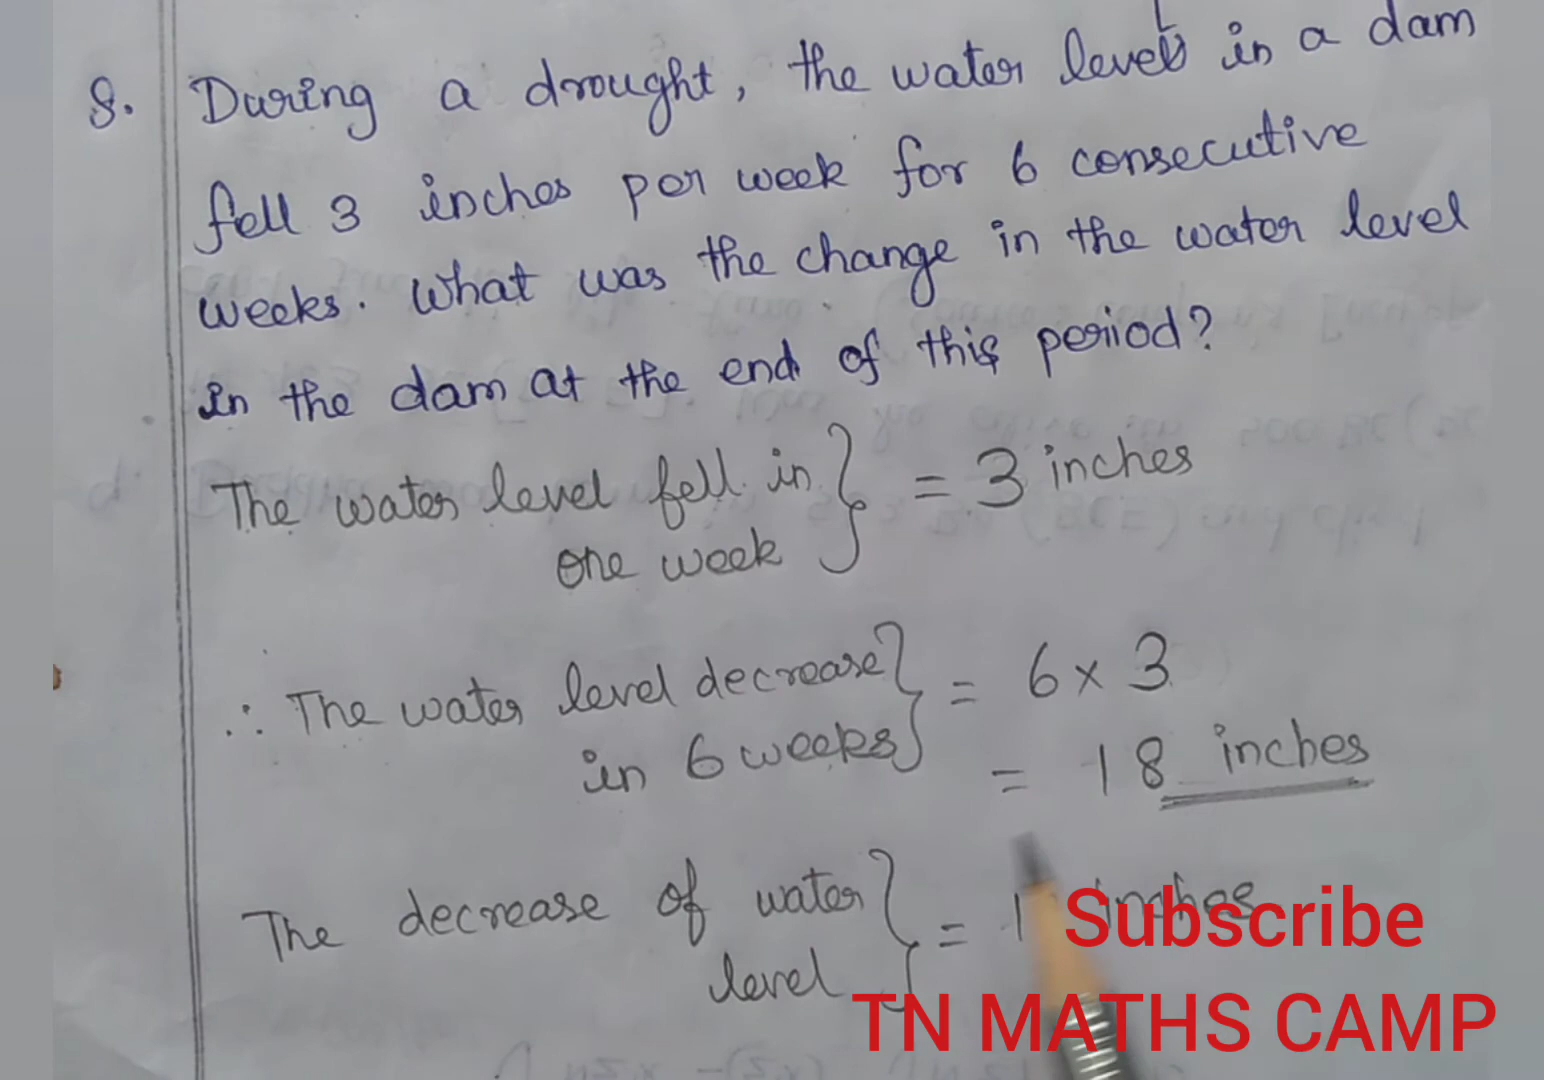 8. During a drought, the water level in a dam
fell 3 inches per week for 6 consecutive
weeks. What was the change in the water level
in the dam at the end of this period?
The water level fell in } = 3 inches
one week
∴ The water level decrease } = 6 x 3
in 6 weeks
= 18 inches
The decrease of water } = 1 inches
level
Subscribe
TN MATHS CAMP